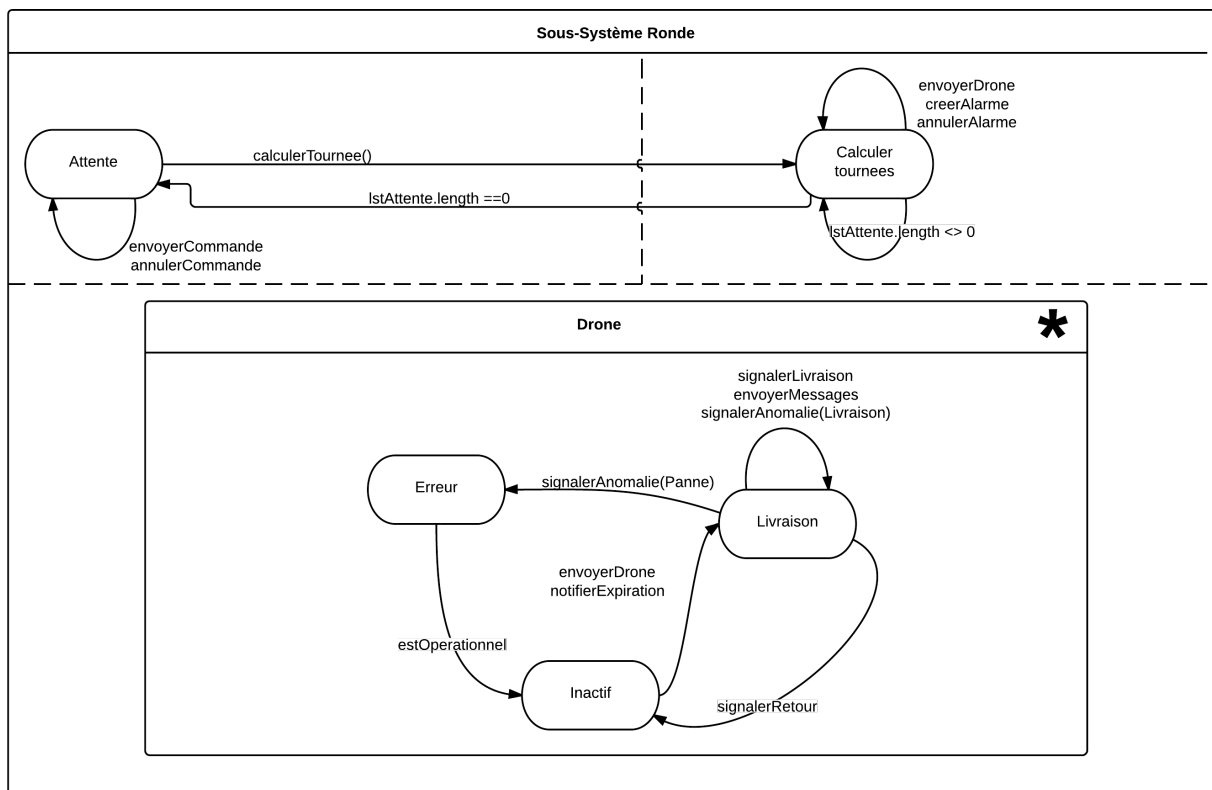 Sous-Système Ronde
envoyerDrone
creerAlarme
annulerAlarme
Attente
calculerTournee()
Calculer
tournees
lstAttente.length ==0
lstAttente.length <> 0
envoyerCommande
annulerCommande
Drone
*
signalerLivraison
envoyerMessages
signalerAnomalie(Livraison)
Erreur
signalerAnomalie(Panne)
Livraison
envoyerDrone
notifierExpiration
estOperationnel
Inactif
signalerRetour